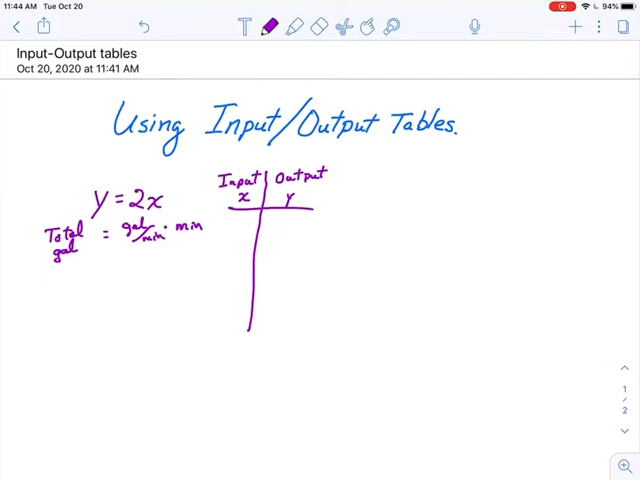 11:44 AM Tue Oct 20
94%
Input-Output tables
Oct 20, 2020 at 11:41 AM
Using Input/Output Tables.
Input Output
x y
y = 2x
Total gal = gal/min · min
1
/
2